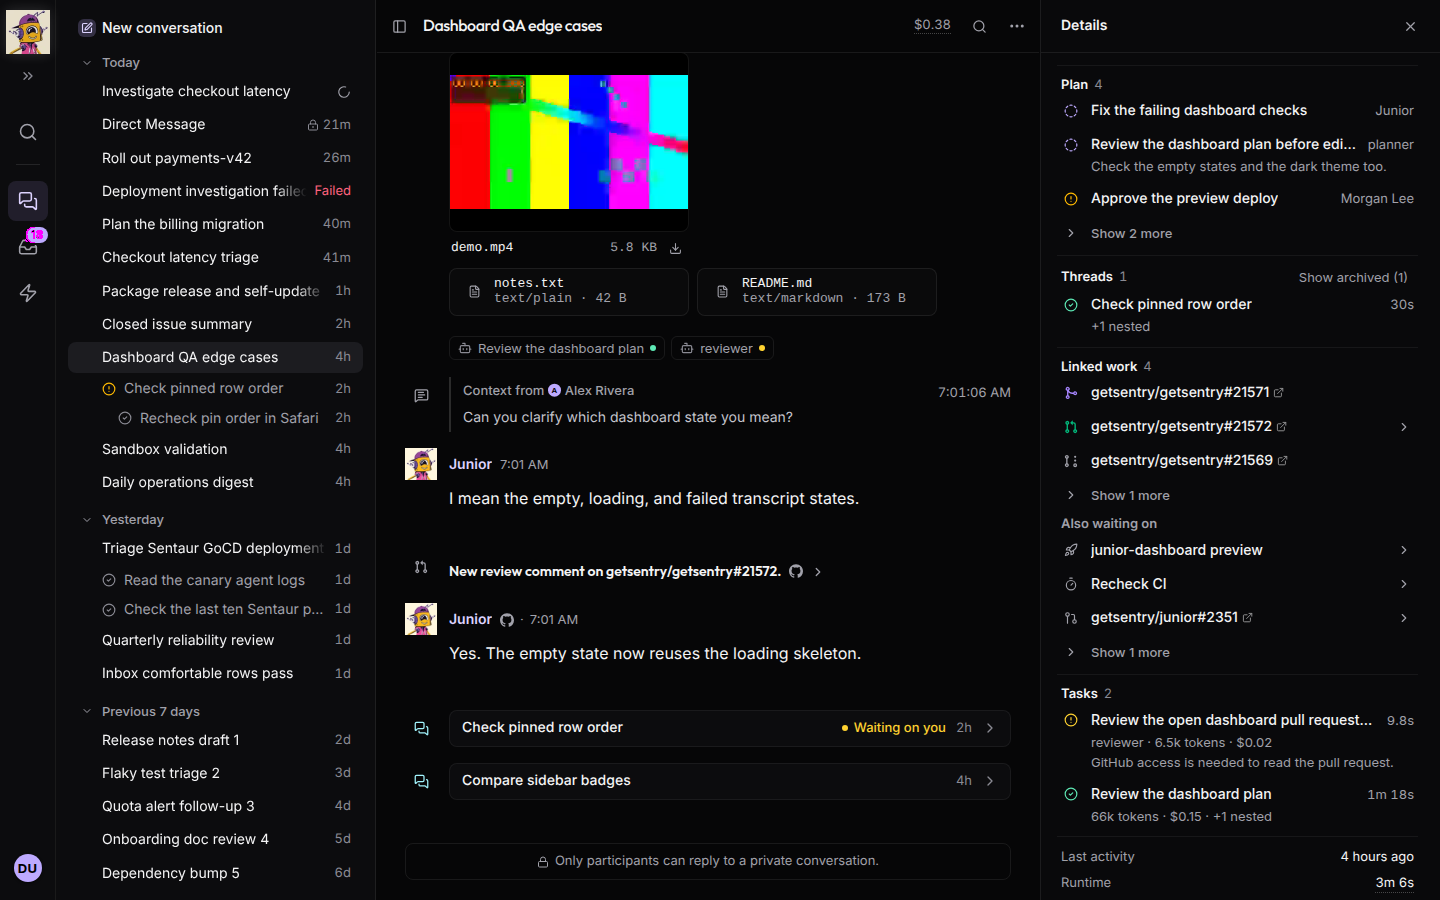 New conversation
Today
Investigate checkout latency
Direct Message 21m
Roll out payments-v42 26m
Deployment investigation failed Failed
Plan the billing migration 40m
Checkout latency triage 41m
Package release and self-update 1h
Closed issue summary 2h
Dashboard QA edge cases 4h
Check pinned row order 2h
Recheck pin order in Safari 2h
Sandbox validation 4h
Daily operations digest 4h
Yesterday
Triage Sentaur GoCD deployment 1d
Read the canary agent logs 1d
Check the last ten Sentaur p... 1d
Quarterly reliability review 1d
Inbox comfortable rows pass 1d
Previous 7 days
Release notes draft 1 2d
Flaky test triage 2 3d
Quota alert follow-up 3 4d
Onboarding doc review 4 5d
Dependency bump 5 6d
DU
Dashboard QA edge cases $0.38
demo.mp4 5.8 KB
notes.txt
text/plain · 42 B
README.md
text/markdown · 173 B
Review the dashboard plan
reviewer
Context from A Alex Rivera 7:01:06 AM
Can you clarify which dashboard state you mean?
Junior 7:01 AM
I mean the empty, loading, and failed transcript states.
New review comment on getsentry/getsentry#21572.
Junior · 7:01 AM
Yes. The empty state now reuses the loading skeleton.
Check pinned row order Waiting on you 2h
Compare sidebar badges 4h
Only participants can reply to a private conversation.
Details
Plan 4
Fix the failing dashboard checks Junior
Review the dashboard plan before edi... planner
Check the empty states and the dark theme too.
Approve the preview deploy Morgan Lee
Show 2 more
Threads 1 Show archived (1)
Check pinned row order 30s
+1 nested
Linked work 4
getsentry/getsentry#21571
getsentry/getsentry#21572
getsentry/getsentry#21569
Show 1 more
Also waiting on
junior-dashboard preview
Recheck CI
getsentry/junior#2351
Show 1 more
Tasks 2
Review the open dashboard pull request... 9.8s
reviewer · 6.5k tokens · $0.02
GitHub access is needed to read the pull request.
Review the dashboard plan 1m 18s
66k tokens · $0.15 · +1 nested
Last activity 4 hours ago
Runtime 3m 6s